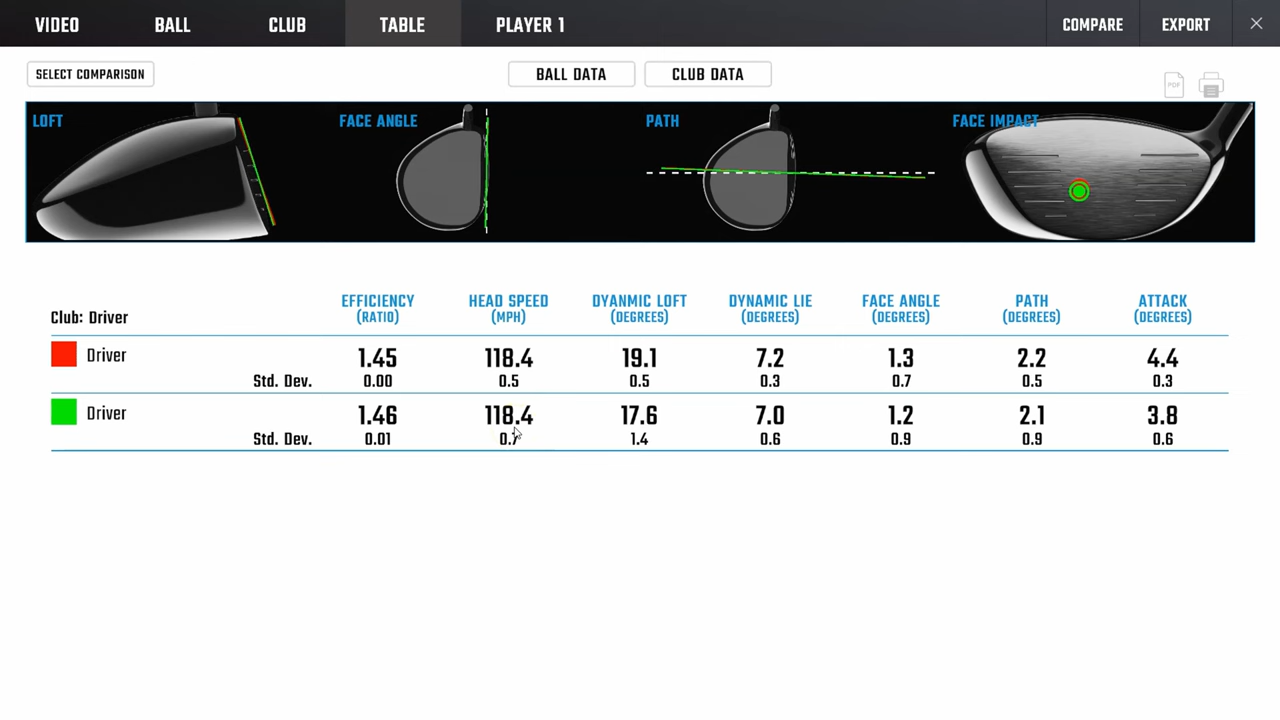 VIDEO BALL CLUB TABLE PLAYER 1 COMPARE EXPORT
SELECT COMPARISON BALL DATA CLUB DATA
PDF
LOFT FACE ANGLE PATH FACE IMPACT
EFFICIENCY HEAD SPEED DYANMIC LOFT DYNAMIC LIE FACE ANGLE PATH ATTACK
Club: Driver (RATIO) (MPH) (DEGREES) (DEGREES) (DEGREES) (DEGREES) (DEGREES)
Driver 1.45 118.4 19.1 7.2 1.3 2.2 4.4
Std. Dev. 0.00 0.5 0.5 0.3 0.7 0.5 0.3
Driver 1.46 118.4 17.6 7.0 1.2 2.1 3.8
Std. Dev. 0.01 0.7 1.4 0.6 0.9 0.9 0.6